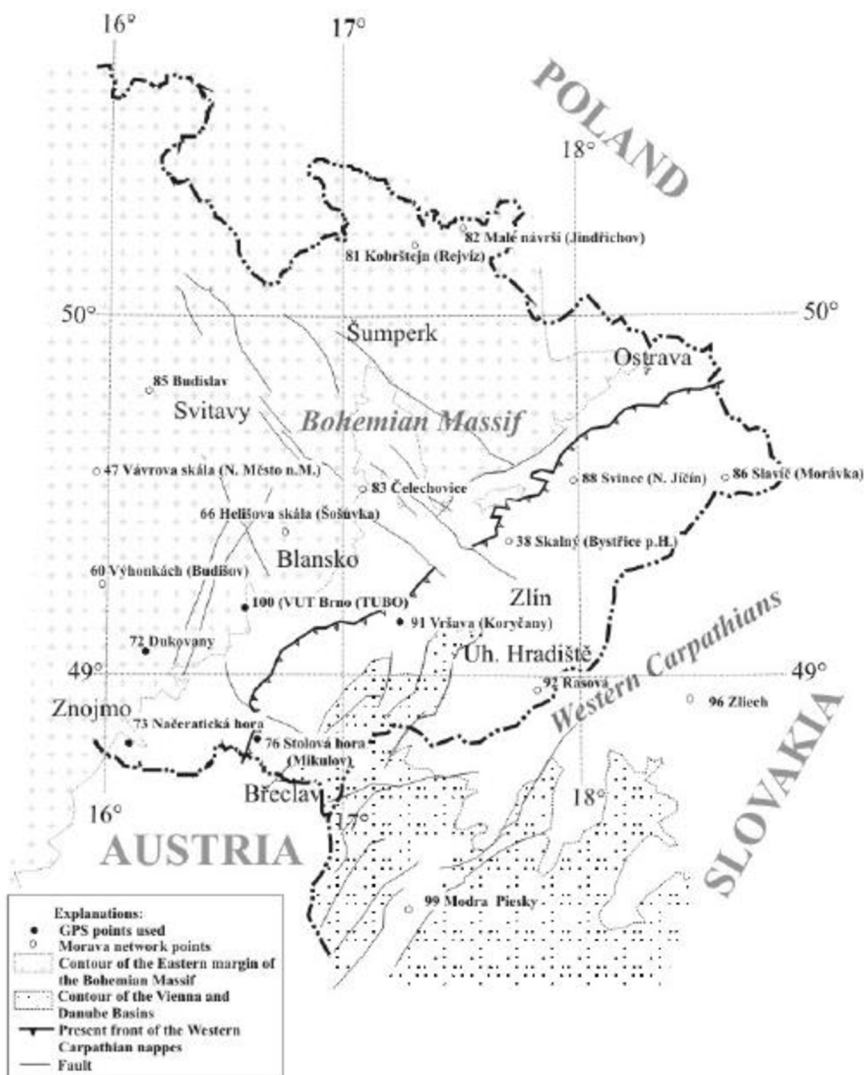 16°
17°
POLAND
18°
82 Malé návrší (Jindřichov)
81 Kobrštejn (Rejvíz)
50°
50°
Šumperk
Ostrava
85 Budislav
Svitavy
Bohemian Massif
47 Vávrova skála (N. Město n.M.)
83 Čelechovice
88 Svinec (N. Jičín)
86 Slavíč (Morávka)
66 Helišova skála (Šošůvka)
38 Skalný (Bystřice p.H.)
Blansko
60 Výhonkách (Budišov)
Zlín
100 (VUT Brno (TUBO)
91 Vršava (Koryčany)
72 Dukovany
Uh. Hradiště
Western Carpathians
49°
49°
92 Rasová
96 Zliech
Znojmo
73 Načeratická hora
76 Stolová hora
(Mikulov)
SLOVAKIA
Břeclav
16°
17°
18°
AUSTRIA
99 Modra Piesky
Explanations:
GPS points used
Morava network points
Contour of the Eastern margin of
the Bohemian Massif
Contour of the Vienna and
Danube Basins
Present front of the Western
Carpathian nappes
Fault